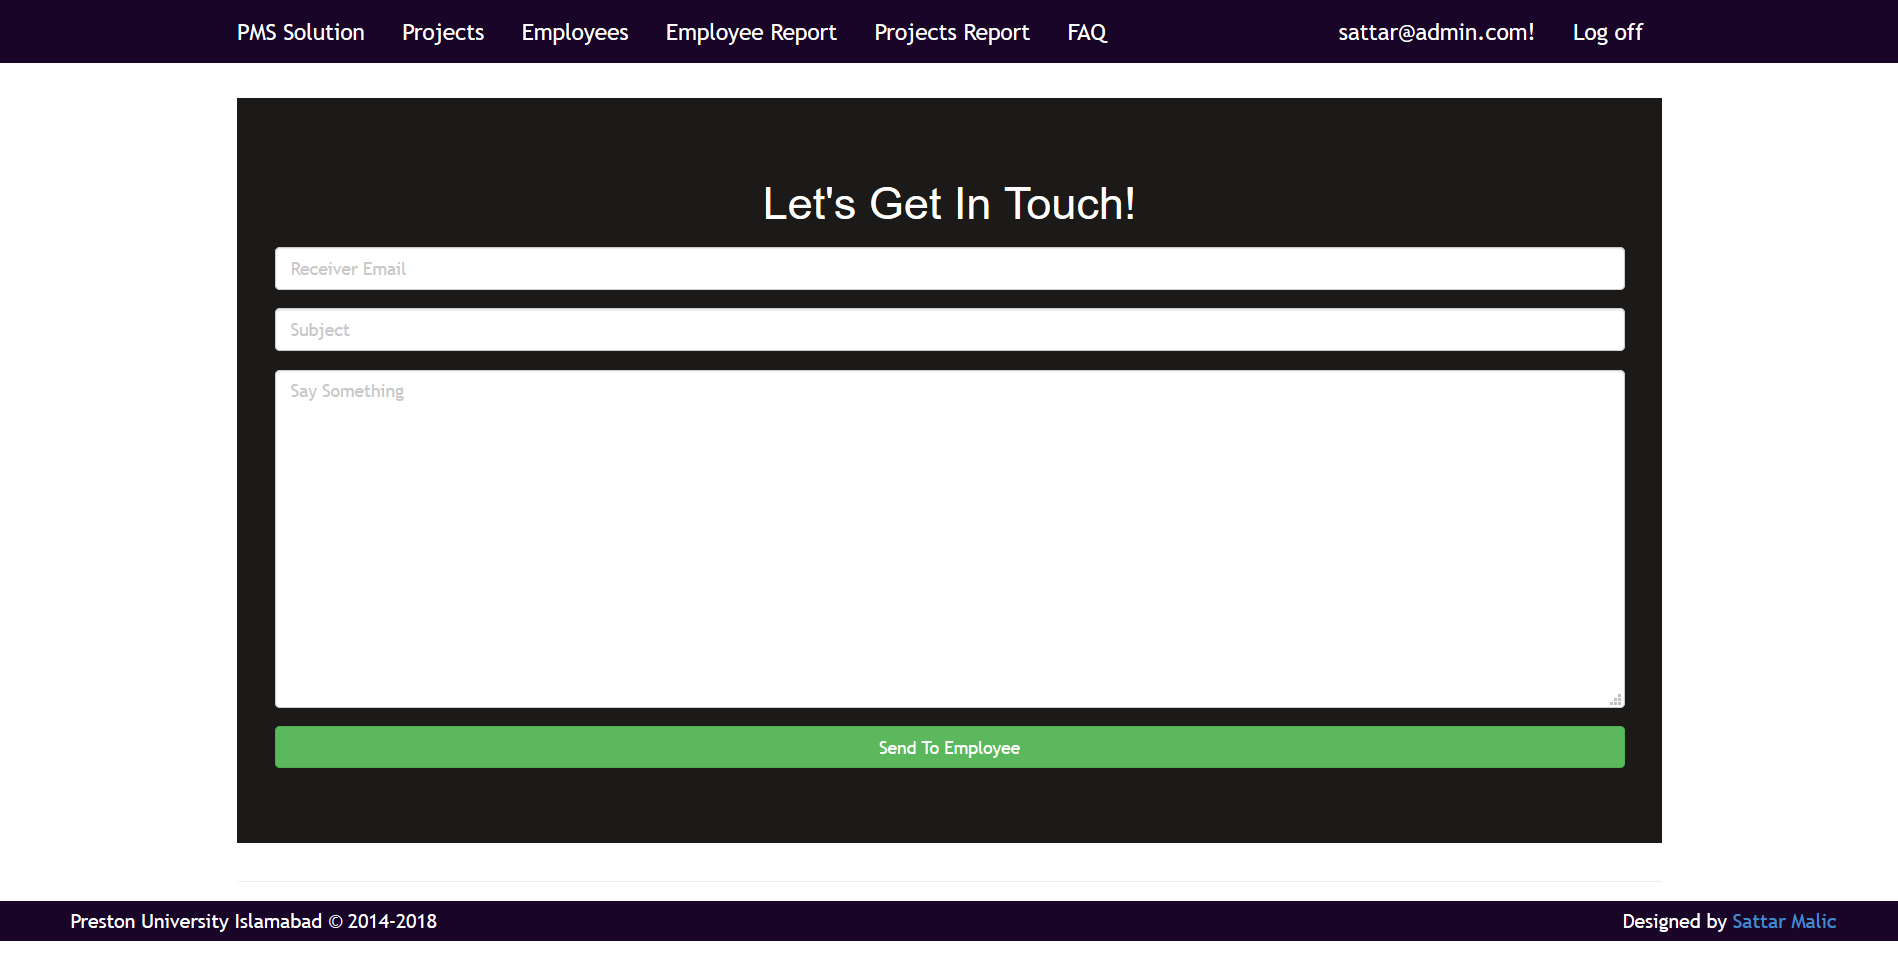 PMS Solution Projects Employees Employee Report Projects Report FAQ sattar@admin.com! Log off
Let's Get In Touch!
Receiver Email
Subject
Say Something
Send To Employee
Preston University Islamabad © 2014-2018 Designed by Sattar Malic